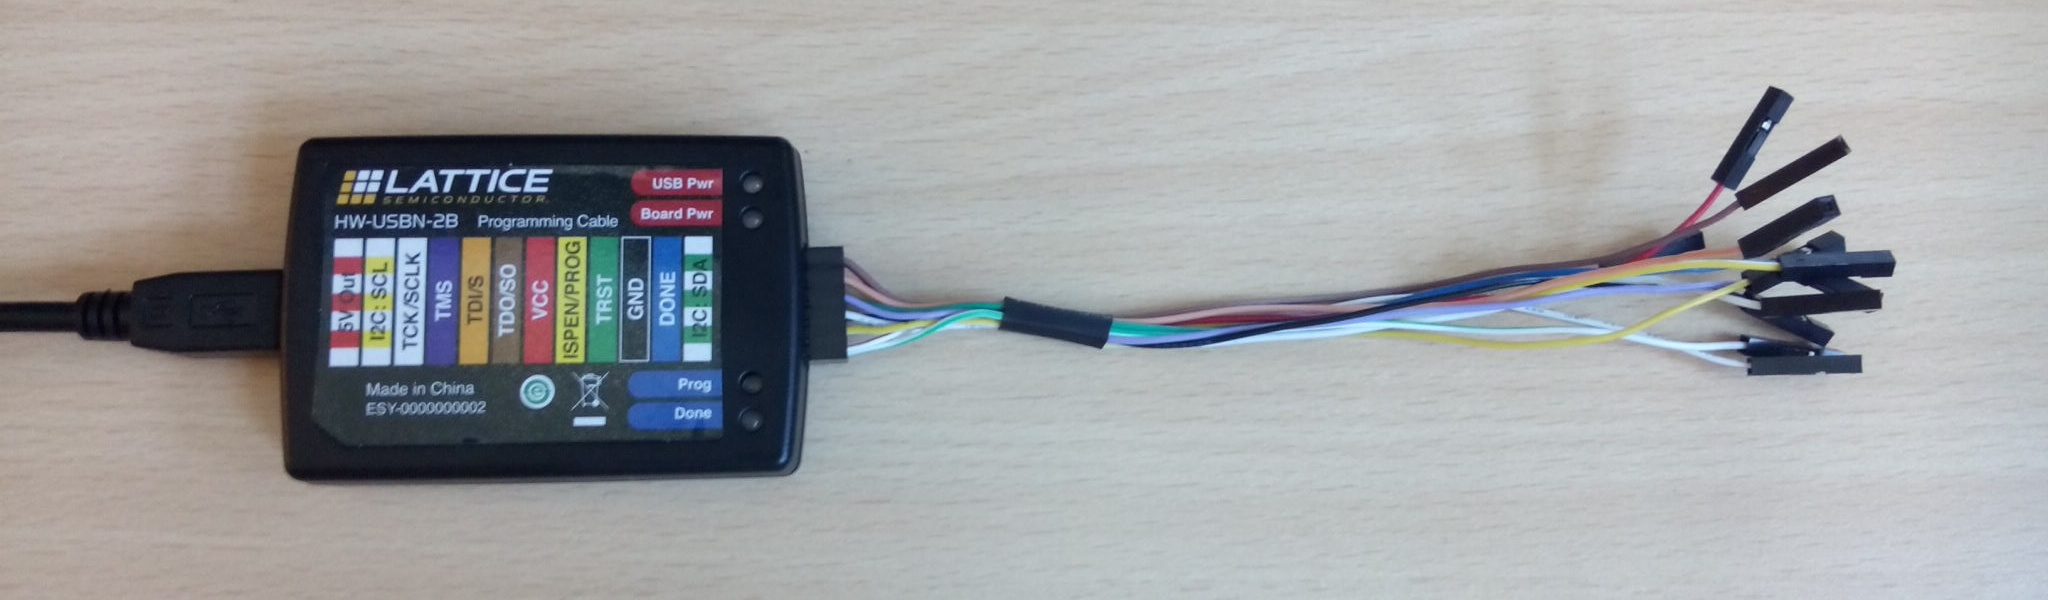 LATTICE
SEMICONDUCTOR
HW-USBN-2B Programming Cable
USB Pwr
Board Pwr
5V Out
I2C: SCL
TCK/SCLK
TMS
TDI/S
TDO/SO
VCC
ISPEN/PROG
TRST
GND
DONE
I2C: SDA
Made in China
ESY-0000000002
Prog
Done